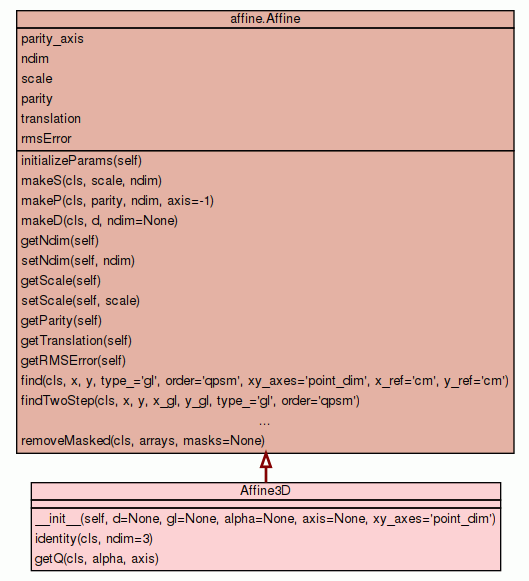 affine.Affine
parity_axis
ndim
scale
parity
translation
rmsError
initializeParams(self)
makeS(cls, scale, ndim)
makeP(cls, parity, ndim, axis=-1)
makeD(cls, d, ndim=None)
getNdim(self)
setNdim(self, ndim)
getScale(self)
setScale(self, scale)
getParity(self)
getTranslation(self)
getRMSError(self)
find(cls, x, y, type_='gl', order='qpsm', xy_axes='point_dim', x_ref='cm', y_ref='cm')
findTwoStep(cls, x, y, x_gl, y_gl, type_='gl', order='qpsm')
...
removeMasked(cls, arrays, masks=None)
Affine3D
__init__(self, d=None, gl=None, alpha=None, axis=None, xy_axes='point_dim')
identity(cls, ndim=3)
getQ(cls, alpha, axis)